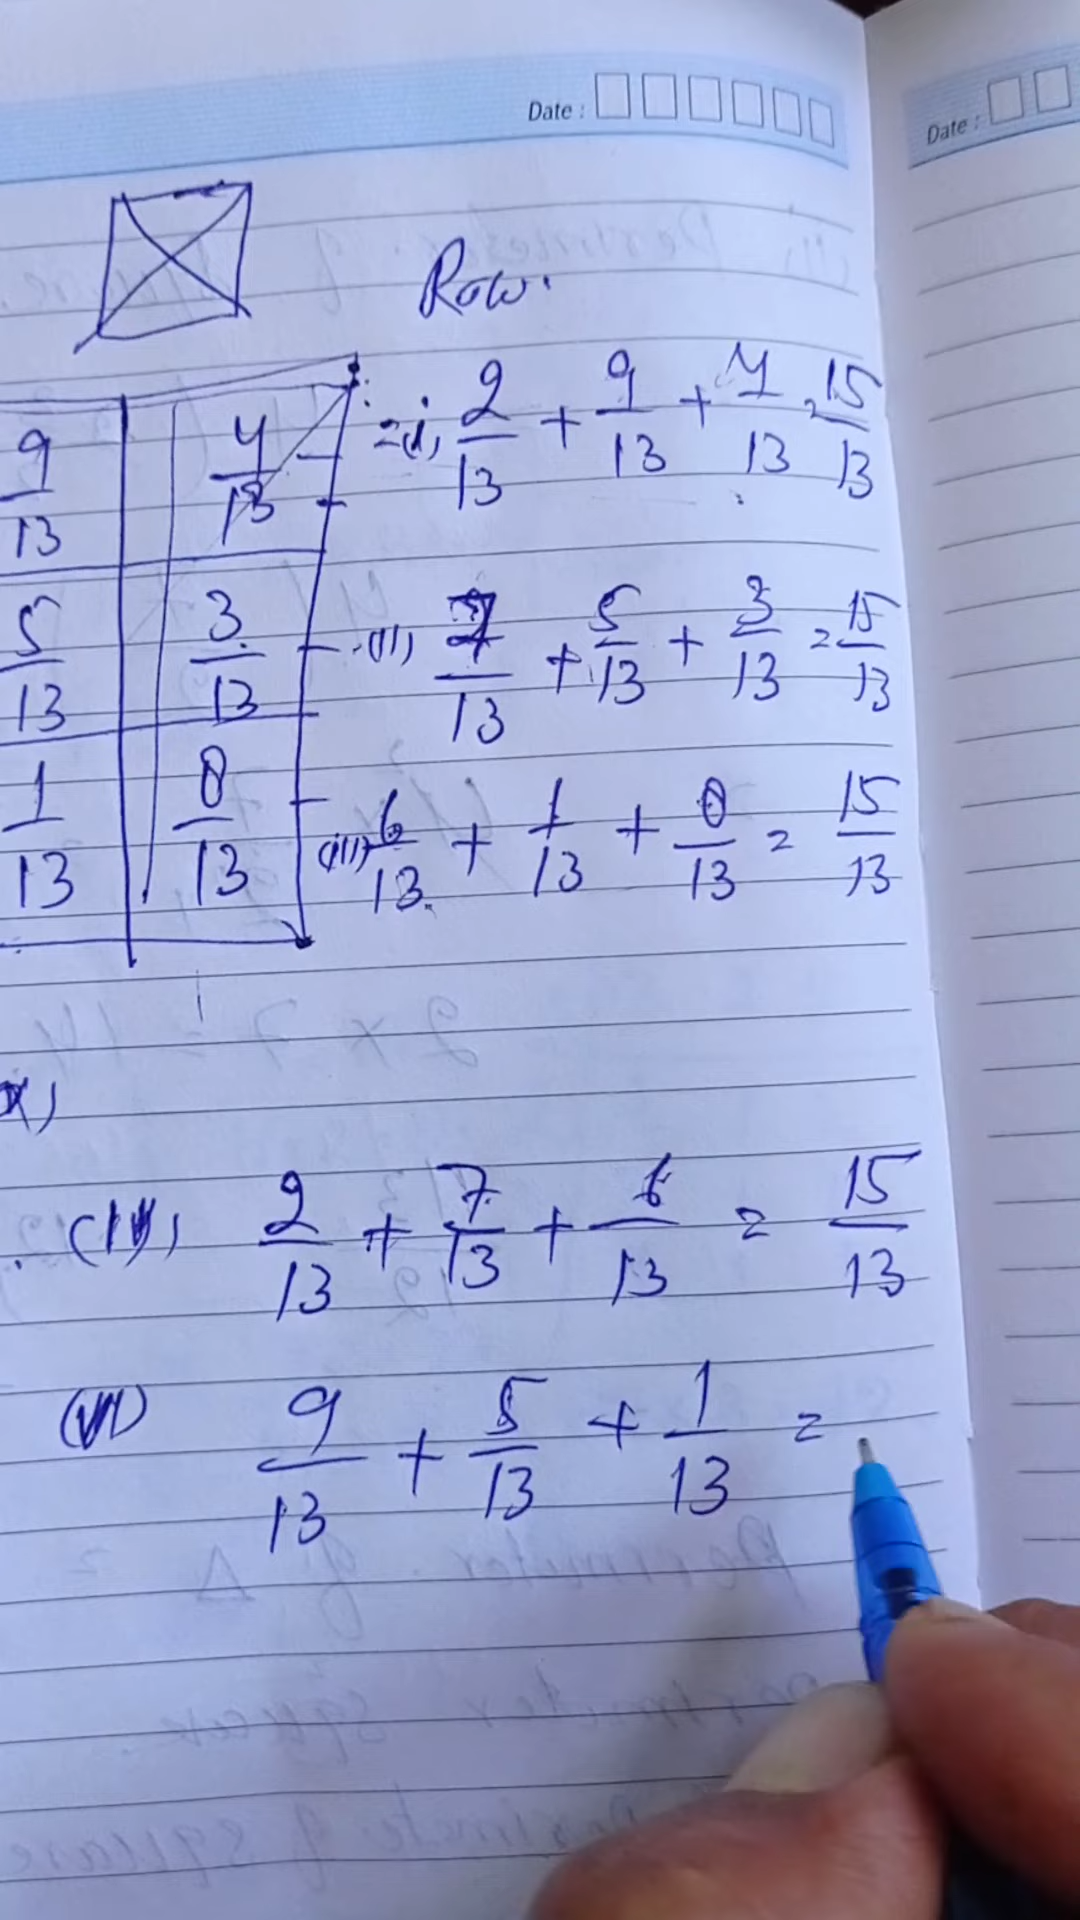 Date :
Date :
Row.
9/13 4/13 =(i) 2/13 + 9/13 + 4/13 = 15/13
5/13 3/13 (ii) 7/13 + 5/13 + 3/13 = 15/13
1/13 8/13 (iii) 6/13 + 1/13 + 8/13 = 15/13
(iv) 2/13 + 7/13 + 6/13 = 15/13
9/13 + 5/13 + 1/13 =